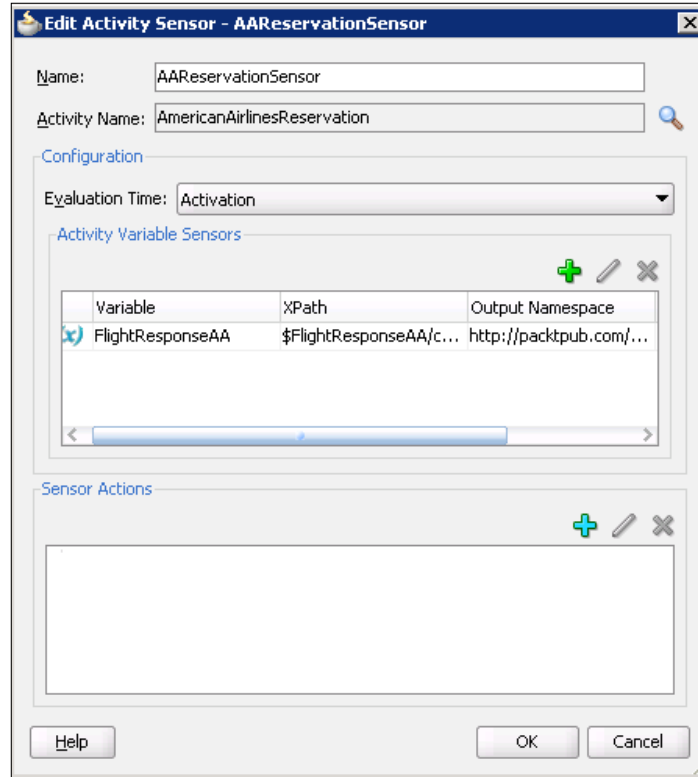 Edit Activity Sensor - AAReservationSensor
Name: AAReservationSensor
Activity Name: AmericanAirlinesReservation
Configuration
Evaluation Time: Activation
Activity Variable Sensors
Variable XPath Output Namespace
(x) FlightResponseAA $FlightResponseAA/c... http://packtpub.com/...
Sensor Actions
Help OK Cancel